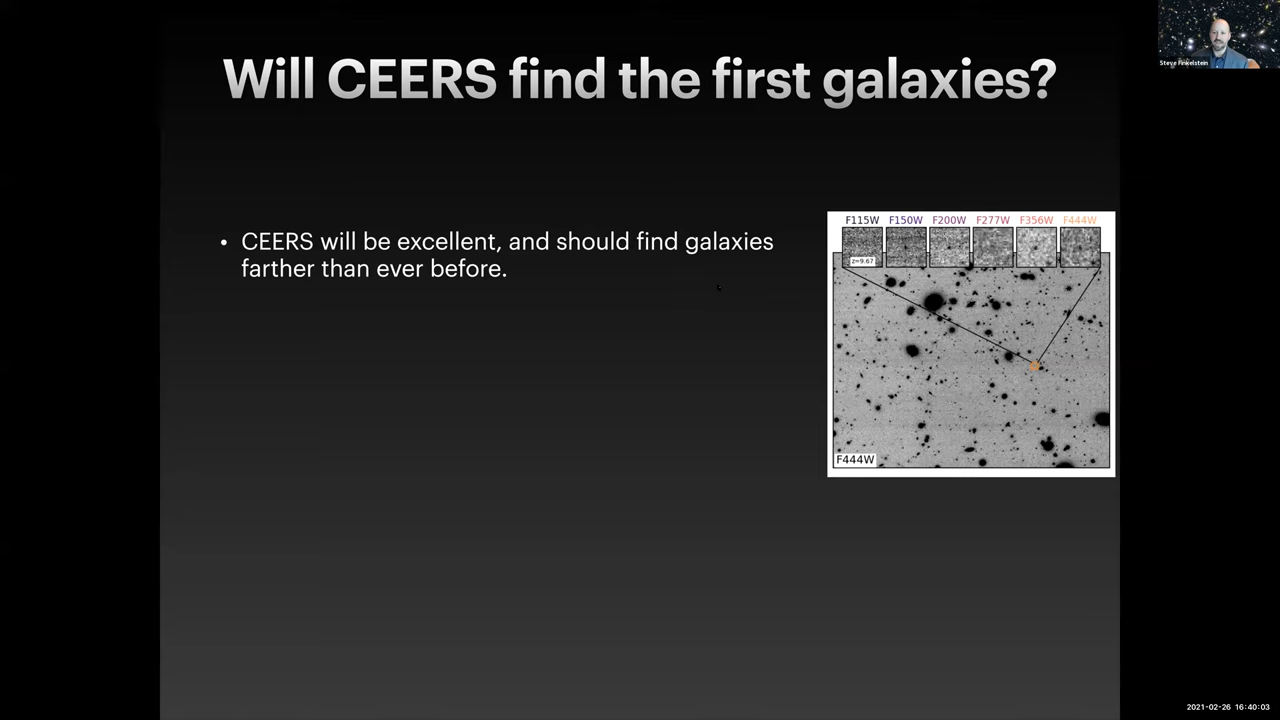 Will CEERS find the first galaxies?
Steve Finkelstein
• CEERS will be excellent, and should find galaxies
farther than ever before.
F115W F150W F200W F277W F356W F444W
z=9.67
F444W
2021-02-26 16:40:03